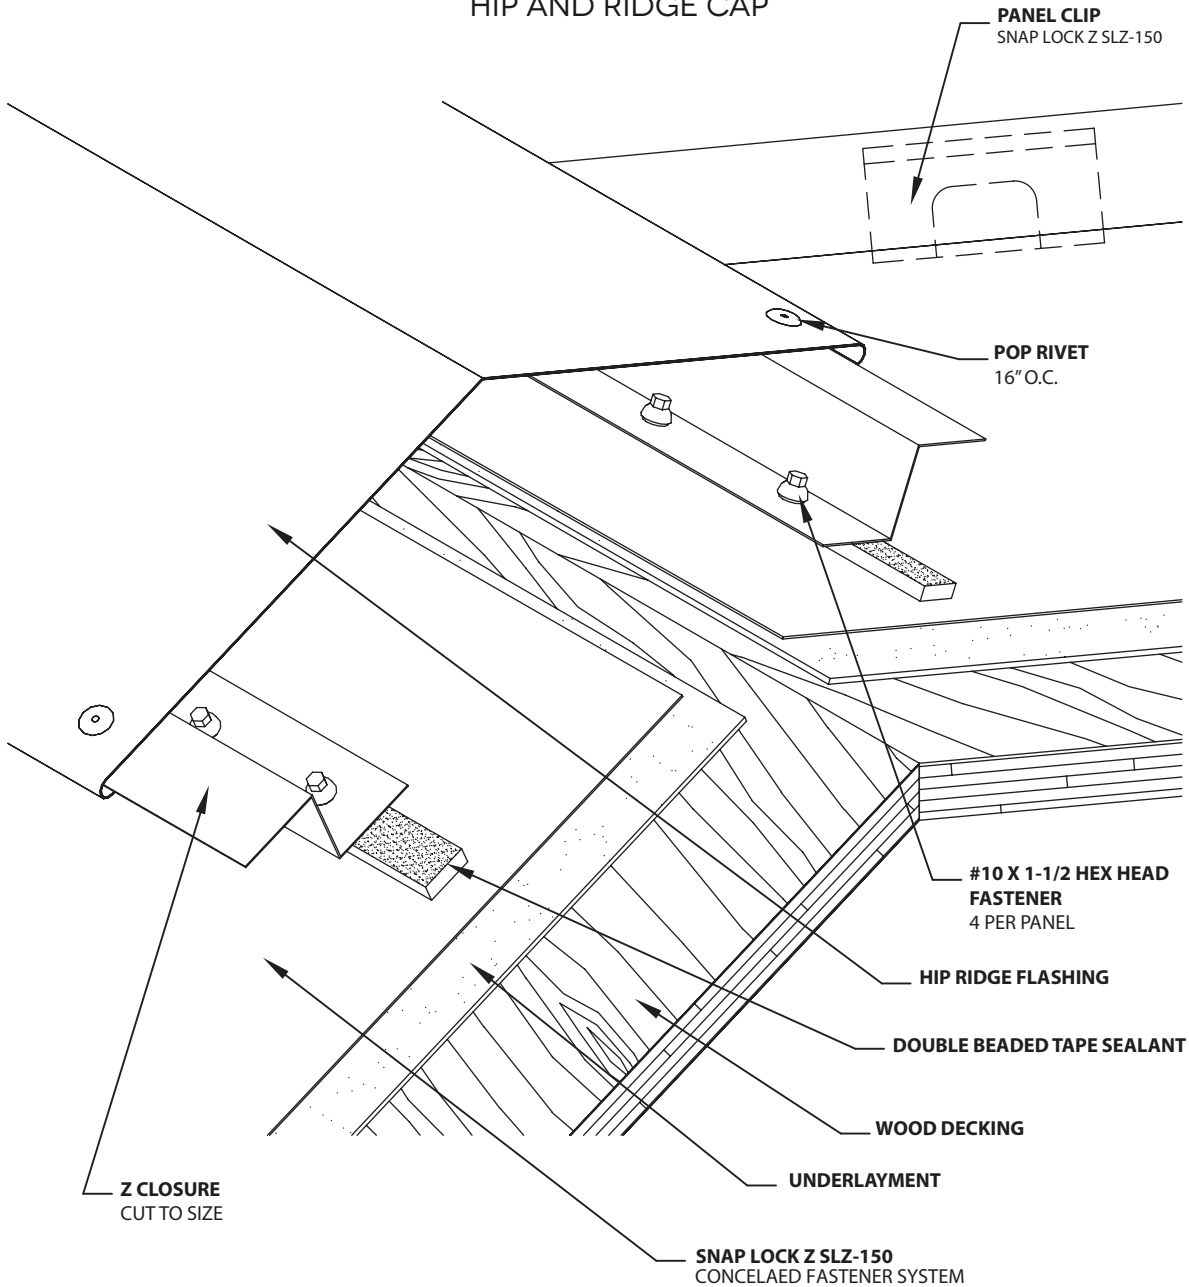 HIP AND RIDGE CAP
PANEL CLIP
SNAP LOCK Z SLZ-150
POP RIVET
16" O.C.
#10 X 1-1/2 HEX HEAD
FASTENER
4 PER PANEL
HIP RIDGE FLASHING
DOUBLE BEADED TAPE SEALANT
WOOD DECKING
UNDERLAYMENT
Z CLOSURE
CUT TO SIZE
SNAP LOCK Z SLZ-150
CONCELAED FASTENER SYSTEM